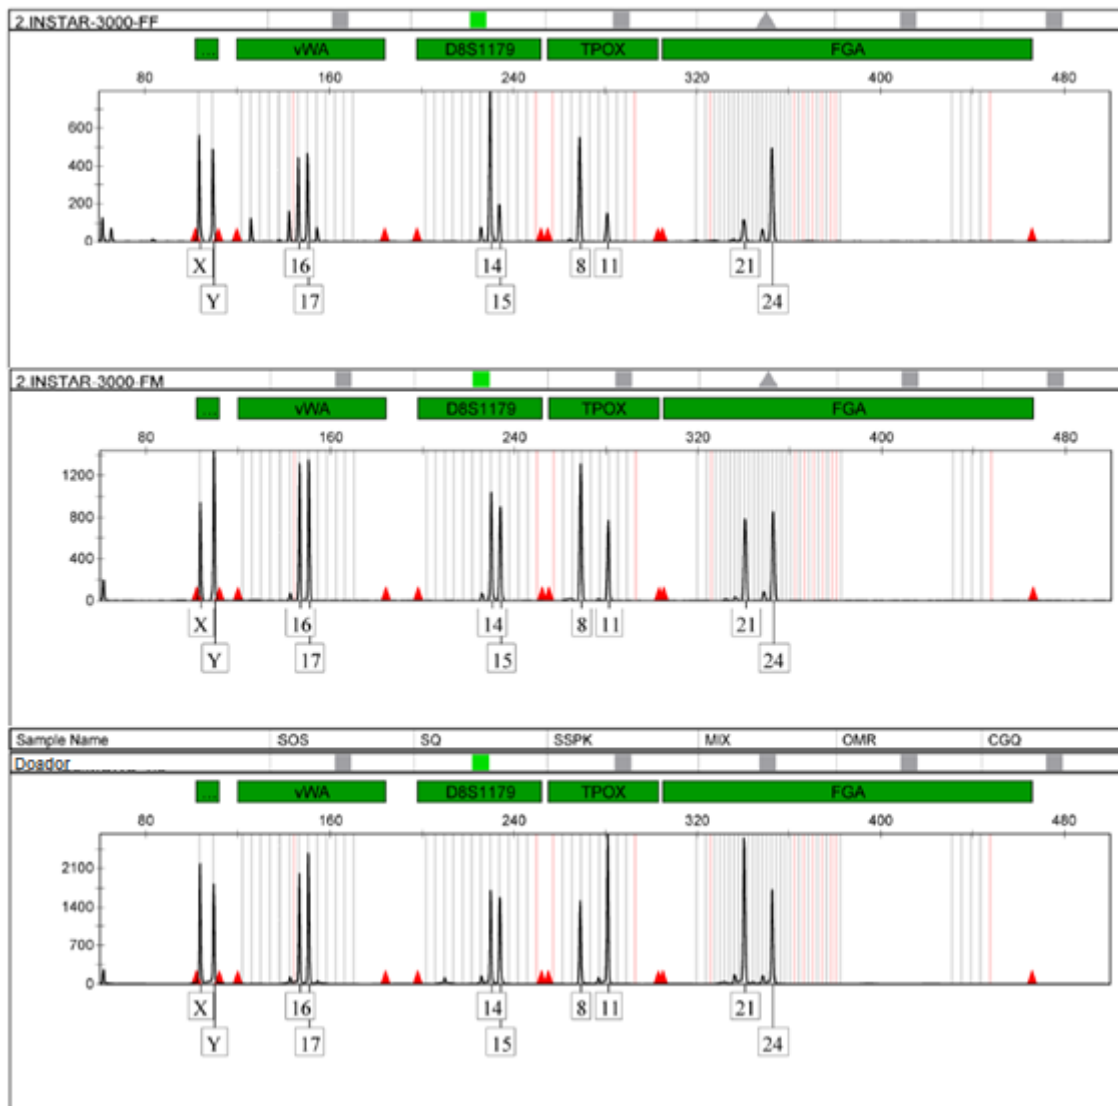 2.INSTAR-3000-FF
... vWA D8S1179 TPOX FGA
80 160 240 320 400 480
600
400
200
0
X 16 14 8 11 21
Y 17 15 24
2.INSTAR-3000-FM
... vWA D8S1179 TPOX FGA
80 160 240 320 400 480
1200
800
400
0
X 16 14 8 11 21
Y 17 15 24
Sample Name SOS SQ SSPK MIX OMR CGQ
Doador
... vWA D8S1179 TPOX FGA
80 160 240 320 400 480
2100
1400
700
0
X 16 14 8 11 21
Y 17 15 24